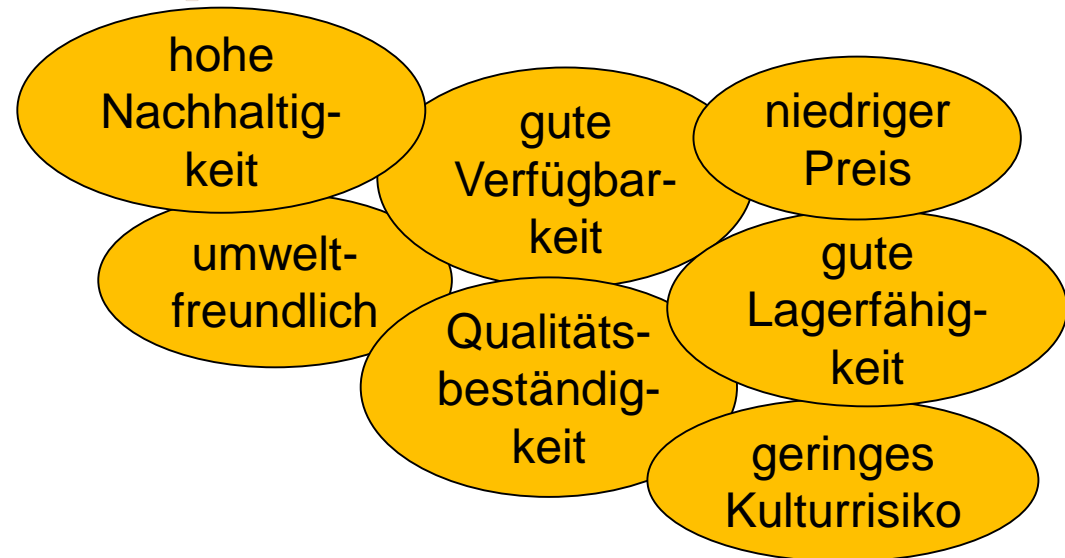 hohe
Nachhaltig-
keit
gute
Verfügbar-
keit
niedriger
Preis
umwelt-
freundlich
gute
Lagerfähig-
keit
Qualitäts-
beständig-
keit
geringes
Kulturrisiko